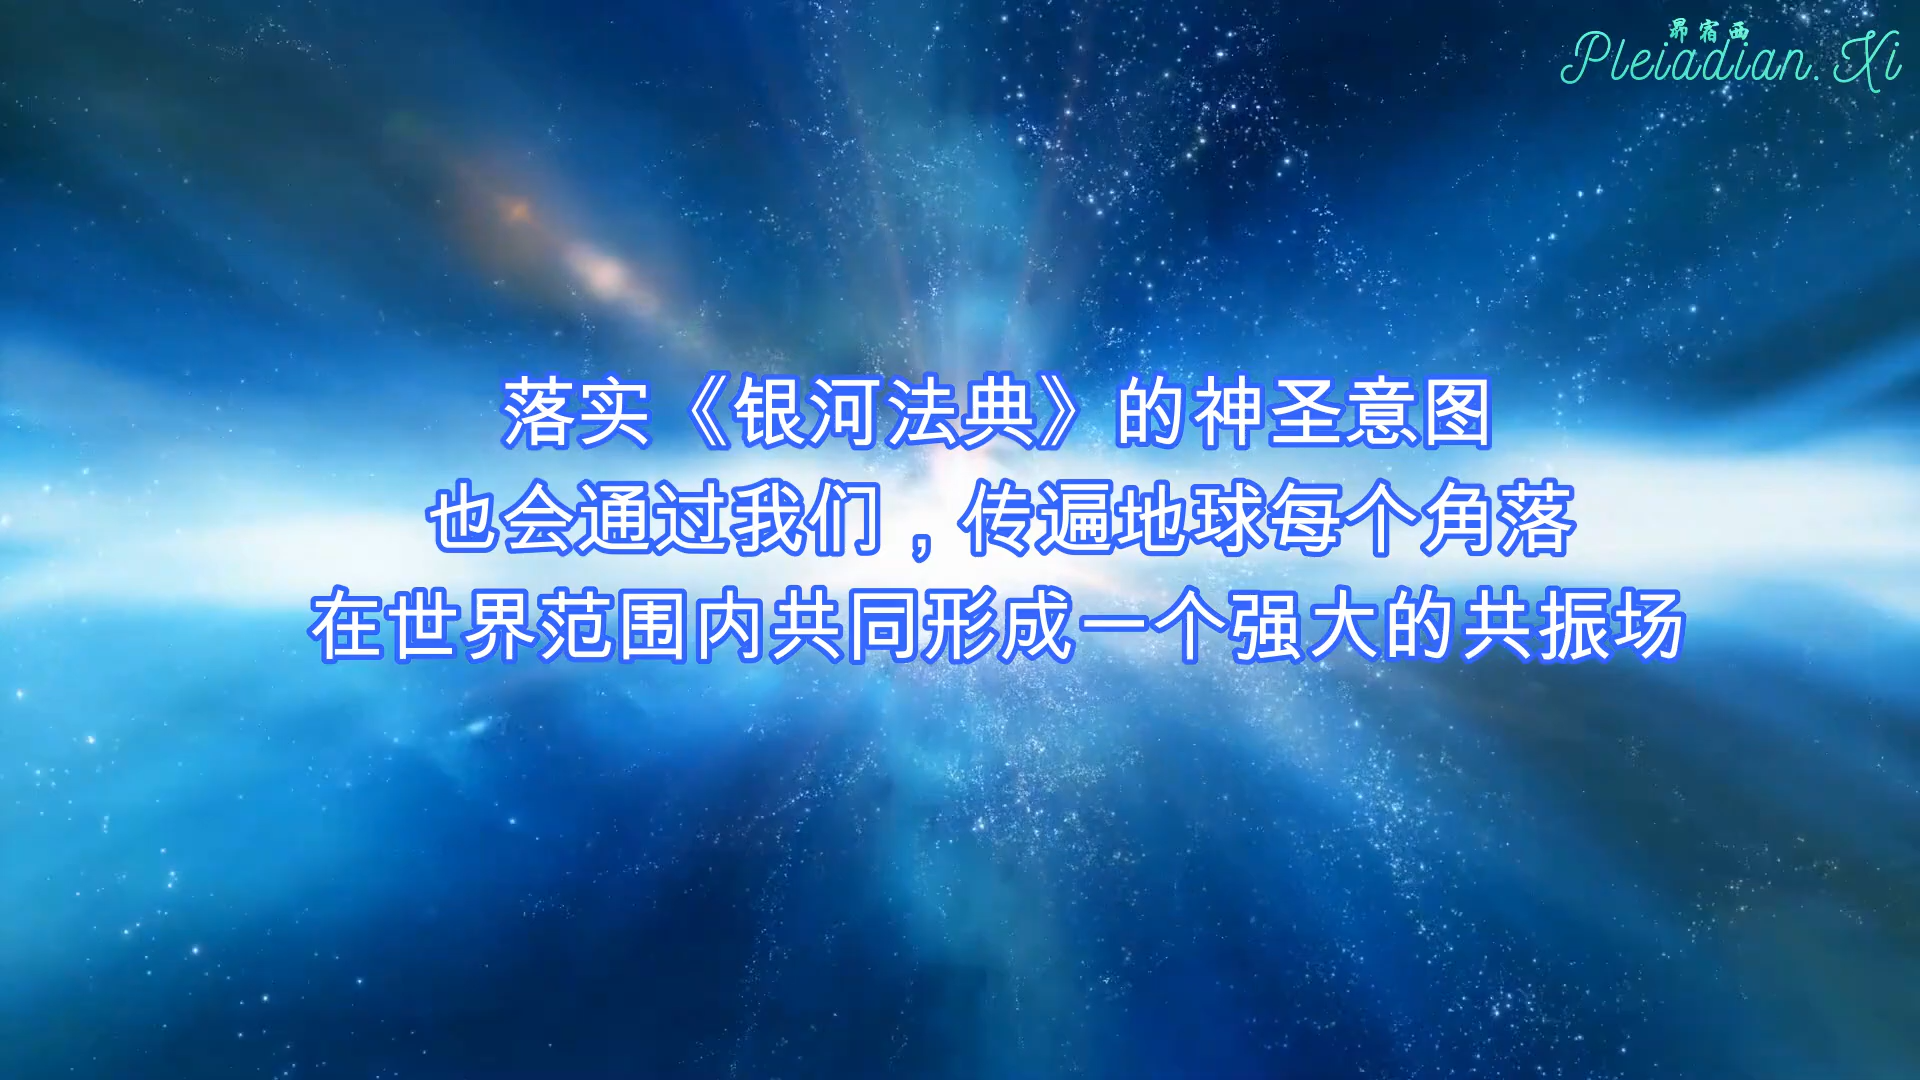 昴宿西
Pleiadian.Xi
落实《银河法典》的神圣意图
也会通过我们，传遍地球每个角落
在世界范围内共同形成一个强大的共振场